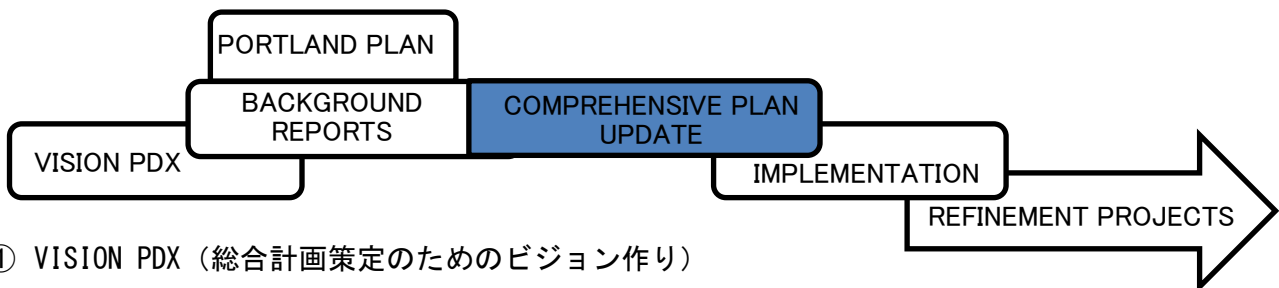 PORTLAND PLAN
BACKGROUND
REPORTS
COMPREHENSIVE PLAN
UPDATE
VISION PDX
IMPLEMENTATION
REFINEMENT PROJECTS
① VISION PDX（総合計画策定のためのビジョン作り）